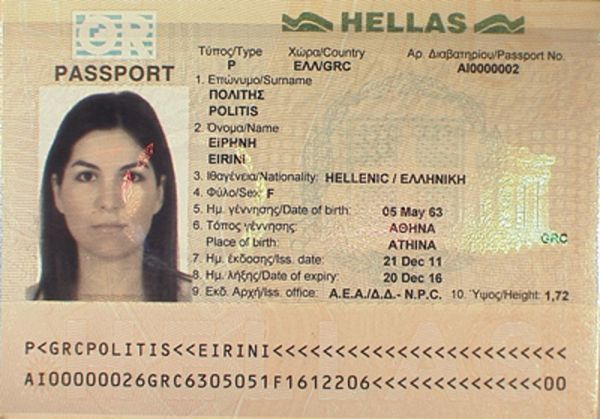 HELLAS
GR
PASSPORT
Τύπος/Type Χώρα/Country Αρ. Διαβατηρίου/Passport No.
P ΕΛΛ/GRC AI0000002
1. Επώνυμο/Surname
ΠΟΛΙΤΗΣ
POLITIS
2. Όνομα/Name
ΕΙΡΗΝΗ
EIRINI
3. Ιθαγένεια/Nationality: HELLENIC / ΕΛΛΗΝΙΚΗ
4. Φύλο/Sex: F
5. Ημ. γέννησης/Date of birth: 05 May 63
6. Τόπος γέννησης: ΑΘΗΝΑ
Place of birth: ATHINA
GRC
7. Ημ. έκδοσης/Iss. date: 21 Dec 11
8. Ημ. λήξης/Date of expiry: 20 Dec 16
9. Εκδ. Αρχή/Iss. office: Α.Ε.Α./Δ.Δ.- N.P.C. 10. Ύψος/Height: 1,72
P<GRCPOLITIS<<EIRINI<<<<<<<<<<<<<<<<<<<<<<<<
AI00000026GRC6305051F1612206<<<<<<<<<<<<<<00